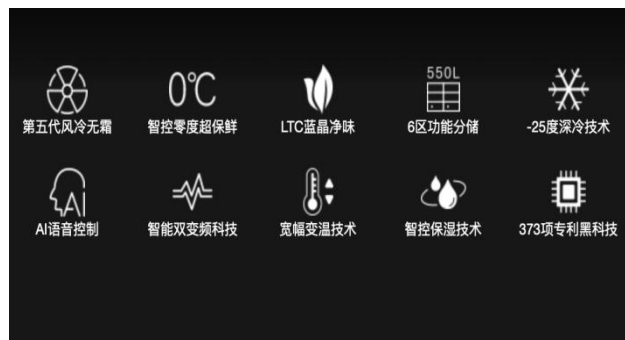 0℃
550L
第五代风冷无霜
智控零度超保鲜
LTC蓝晶净味
6区功能分储
-25度深冷技术
AI
AI语音控制
智能双变频科技
宽幅变温技术
智控保湿技术
373项专利黑科技